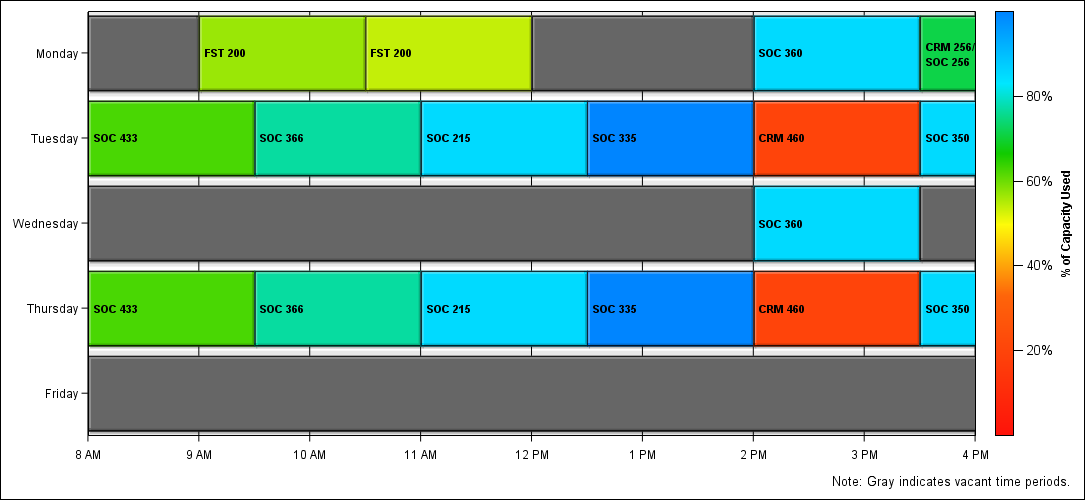 Monday
FST 200
FST 200
SOC 360
CRM 256/
SOC 256
Tuesday
SOC 433
SOC 366
SOC 215
SOC 335
CRM 460
SOC 350
Wednesday
SOC 360
Thursday
SOC 433
SOC 366
SOC 215
SOC 335
CRM 460
SOC 350
Friday
8 AM
9 AM
10 AM
11 AM
12 PM
1 PM
2 PM
3 PM
4 PM
80%
60%
40%
20%
% of Capacity Used
Note: Gray indicates vacant time periods.